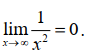 lim_{x→∞} 1/x² = 0.